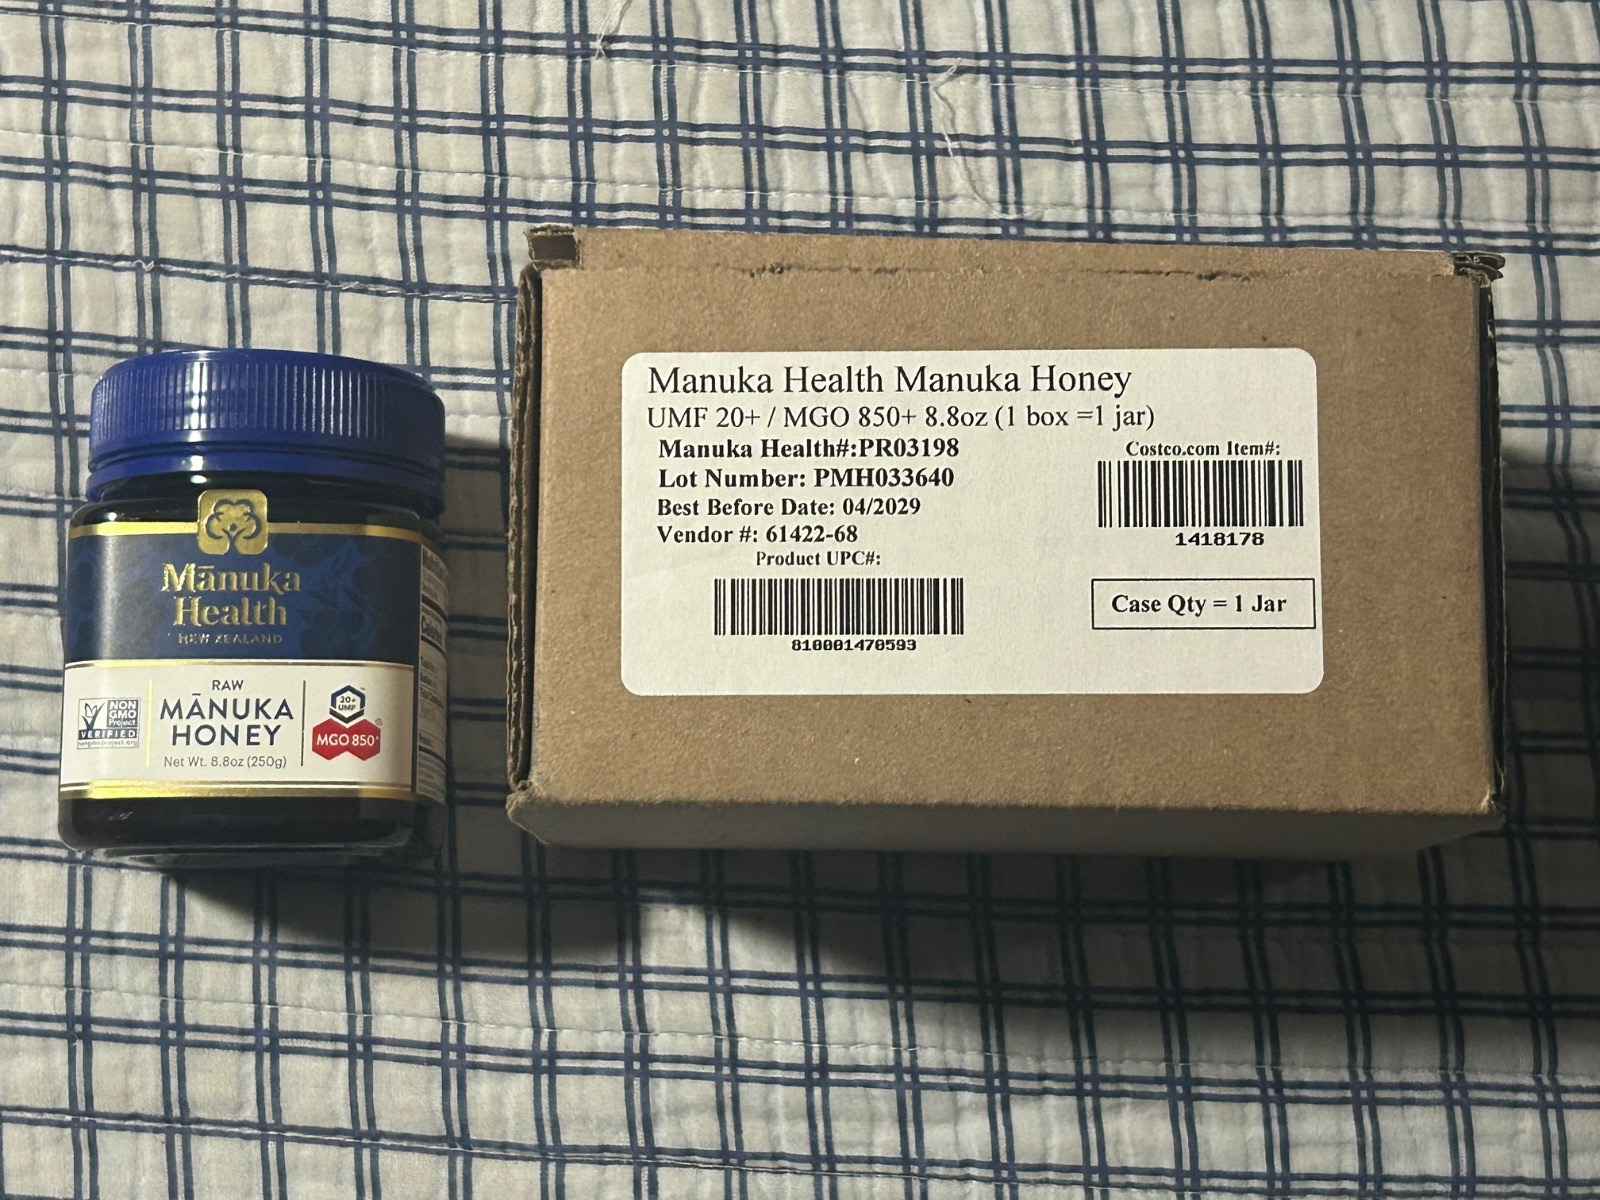 Mānuka
Health
NEW ZEALAND
RAW
MĀNUKA
HONEY
Net Wt. 8.8oz (250g)
NON
GMO
Project
VERIFIED
nongmoproject.org
20+
UMF™
MGO 850+®
Manuka Health Manuka Honey
UMF 20+ / MGO 850+ 8.8oz (1 box =1 jar)
Manuka Health#:PR03198
Lot Number: PMH033640
Best Before Date: 04/2029
Vendor #: 61422-68
Product UPC#:
810001470593
Costco.com Item#:
1418178
Case Qty = 1 Jar